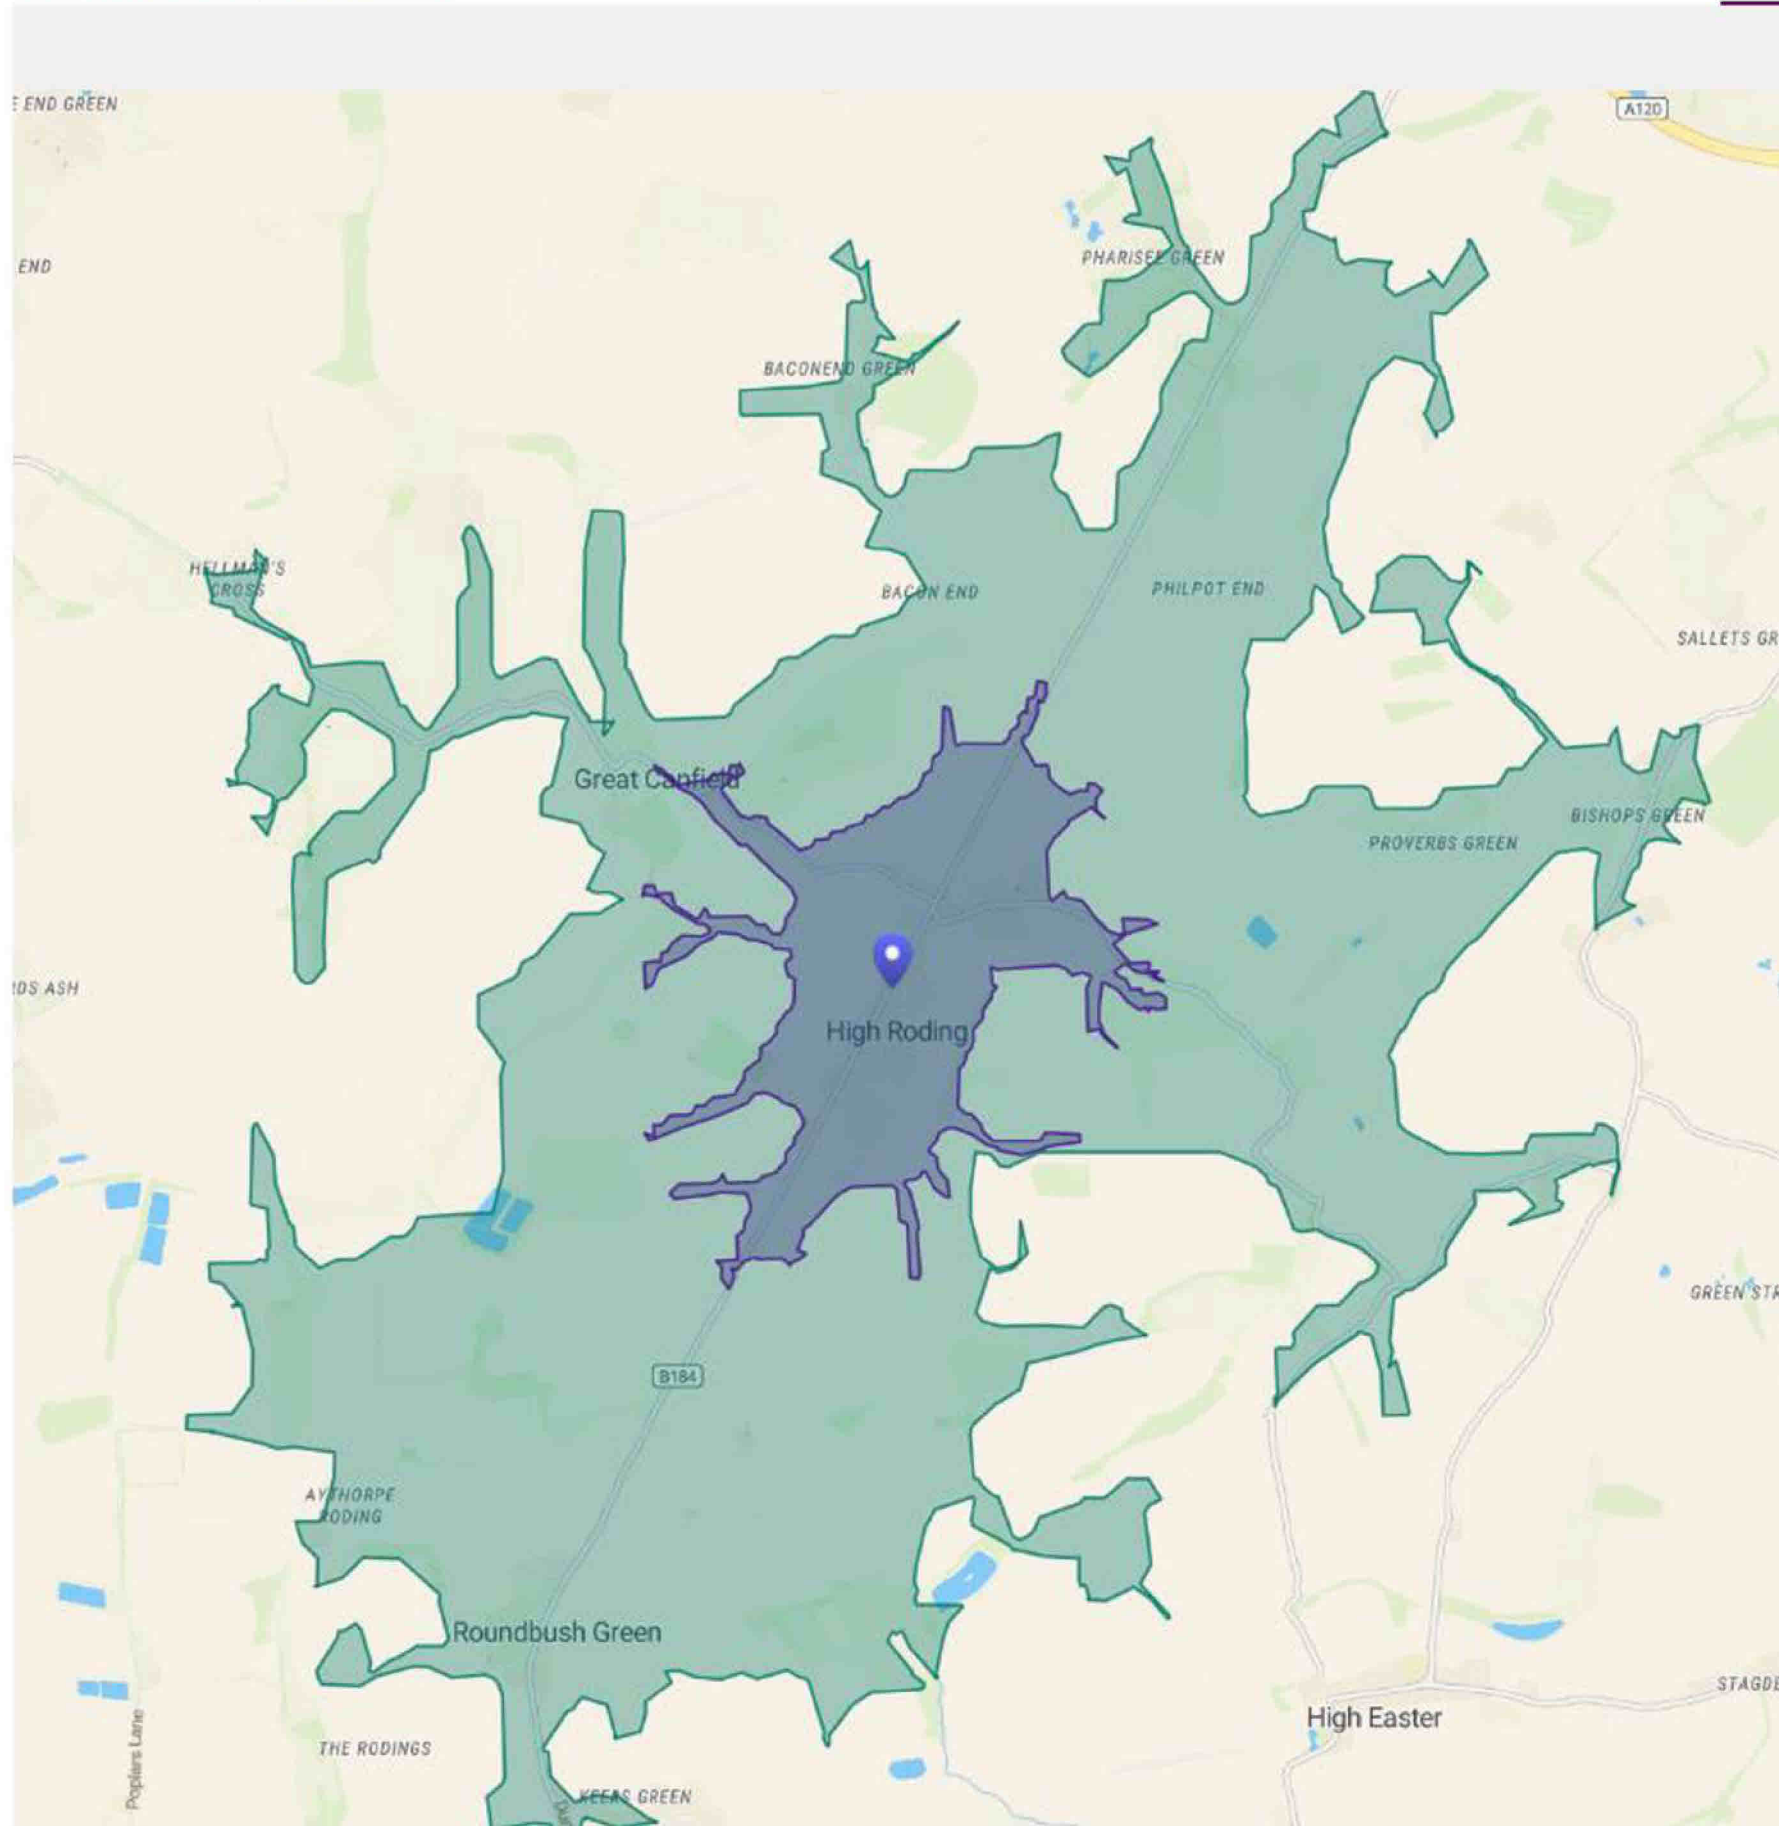 E END GREEN
A120
END
PHARISEE GREEN
BACONEND GREEN
HELLMAN'S
CROSS
BACON END
PHILPOT END
SALLETS GR
Great Canfield
BISHOPS GREEN
PROVERBS GREEN
DS ASH
High Roding
GREEN STR
B184
AYTHORPE
RODING
Roundbush Green
STAGDE
High Easter
Poplars Lane
THE RODINGS
KEERS GREEN